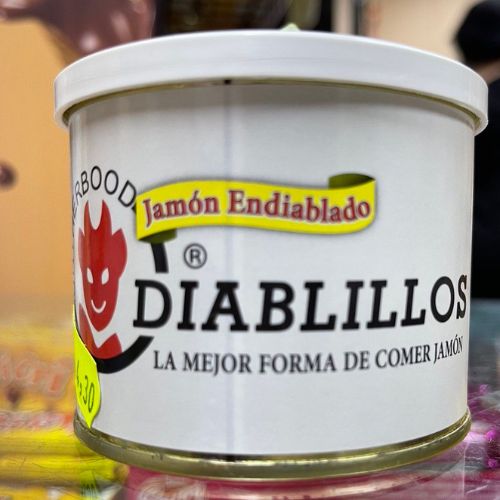 Jamón Endiablado
®
DIABLILLOS
LA MEJOR FORMA DE COMER JAMÓN